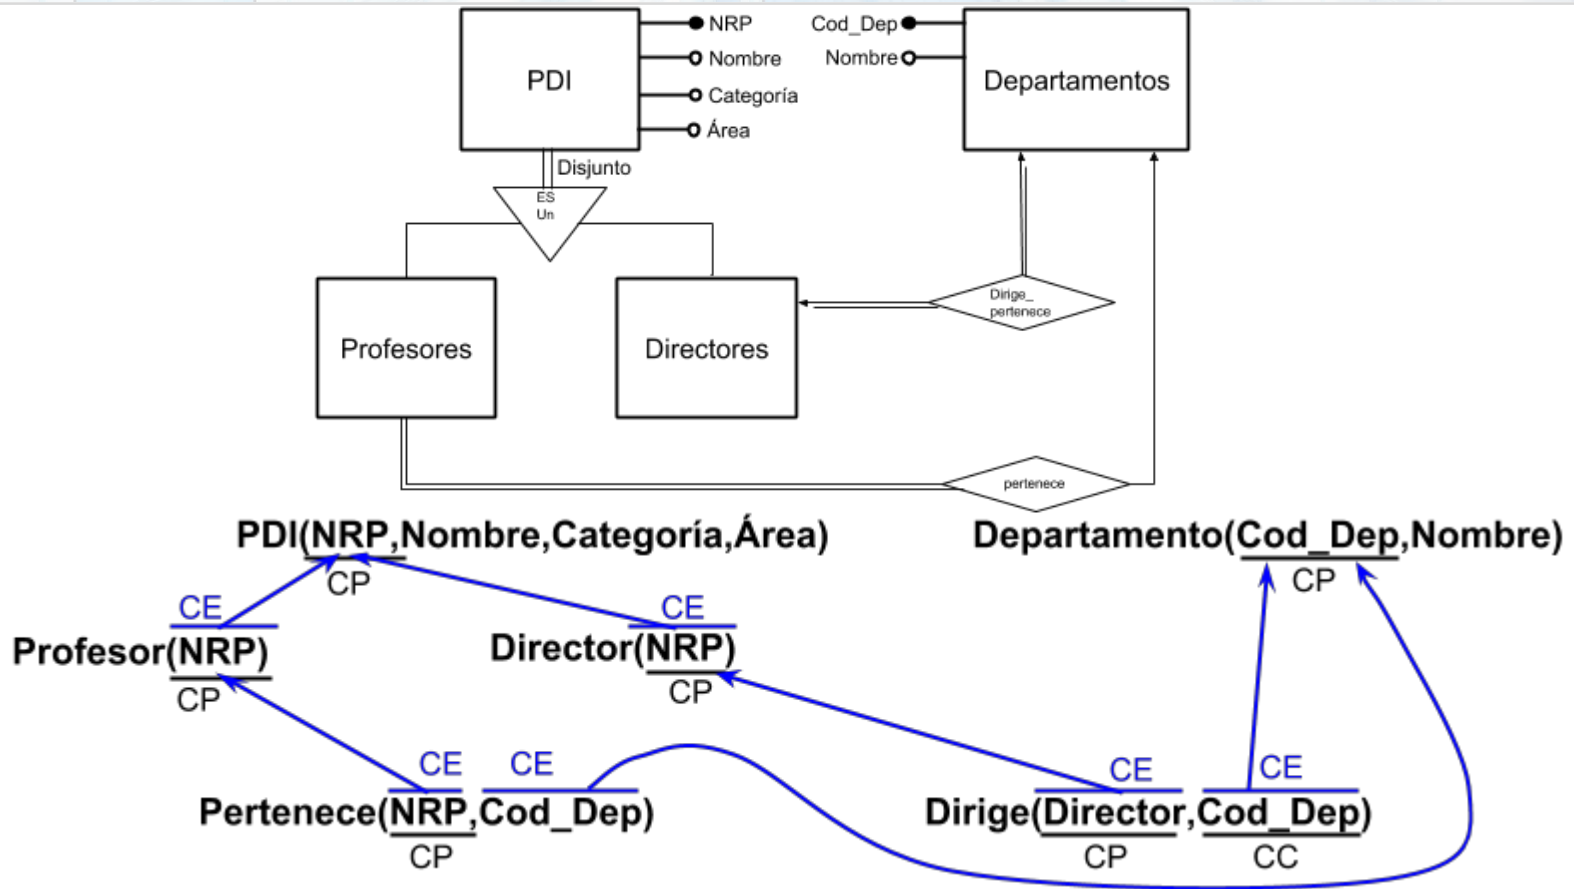 PDI
NRP
Nombre
Categoría
Área
Cod_Dep
Nombre
Departamentos
Disjunto
ES
Un
Profesores
Directores
Dirige_
pertenece
pertenece
PDI(NRP,Nombre,Categoría,Área)
CP
Departamento(Cod_Dep,Nombre)
CP
CE
Profesor(NRP)
CP
CE
Director(NRP)
CP
CE CE
Pertenece(NRP,Cod_Dep)
CP
CE CE
Dirige(Director,Cod_Dep)
CP CC